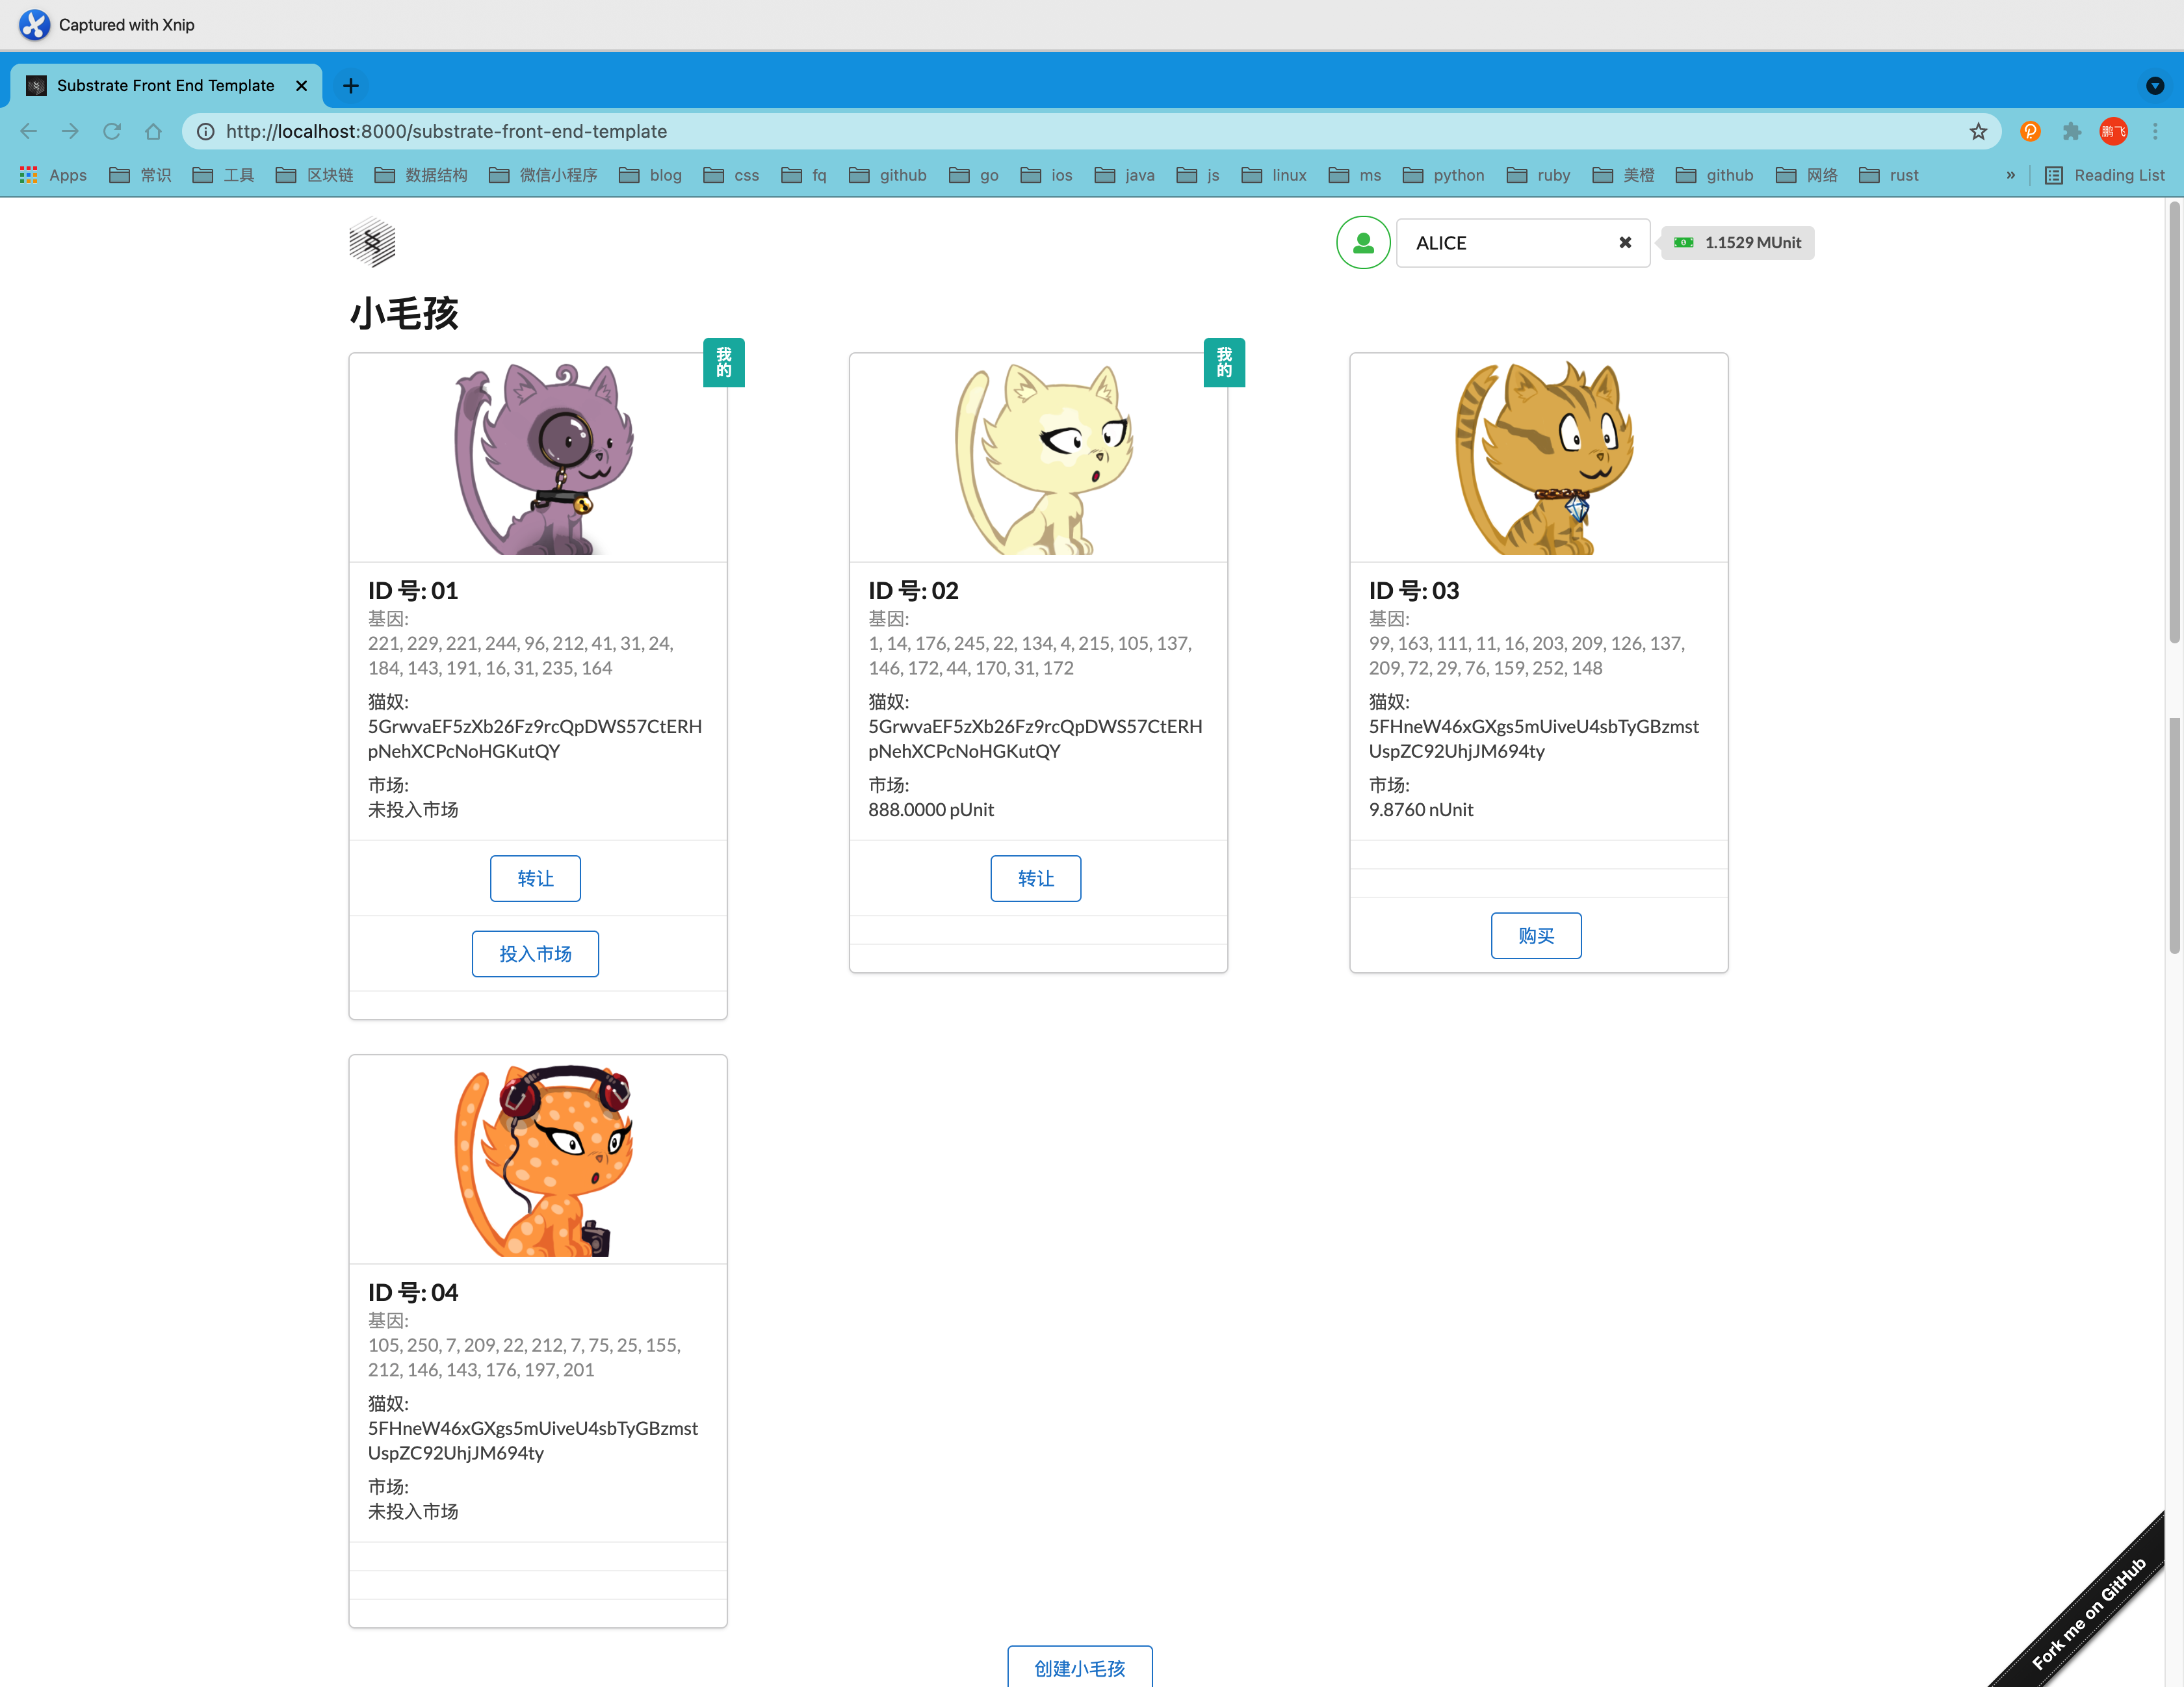 Captured with Xnip
Substrate Front End Template
http://localhost:8000/substrate-front-end-template
鹏飞
Apps 常识 工具 区块链 数据结构 微信小程序 blog css fq github go ios java js linux ms python ruby 美橙 github 网络 rust » Reading List
ALICE 1.1529 MUnit
小毛孩
我的
ID 号: 01
基因:
221, 229, 221, 244, 96, 212, 41, 31, 24,
184, 143, 191, 16, 31, 235, 164
猫奴:
5GrwvaEF5zXb26Fz9rcQpDWS57CtERH
pNehXCPcNoHGKutQY
市场:
未投入市场
转让
投入市场
我的
ID 号: 02
基因:
1, 14, 176, 245, 22, 134, 4, 215, 105, 137,
146, 172, 44, 170, 31, 172
猫奴:
5GrwvaEF5zXb26Fz9rcQpDWS57CtERH
pNehXCPcNoHGKutQY
市场:
888.0000 pUnit
转让
ID 号: 03
基因:
99, 163, 111, 11, 16, 203, 209, 126, 137,
209, 72, 29, 76, 159, 252, 148
猫奴:
5FHneW46xGXgs5mUiveU4sbTyGBzmst
UspZC92UhjJM694ty
市场:
9.8760 nUnit
购买
ID 号: 04
基因:
105, 250, 7, 209, 22, 212, 7, 75, 25, 155,
212, 146, 143, 176, 197, 201
猫奴:
5FHneW46xGXgs5mUiveU4sbTyGBzmst
UspZC92UhjJM694ty
市场:
未投入市场
创建小毛孩
Fork me on GitHub